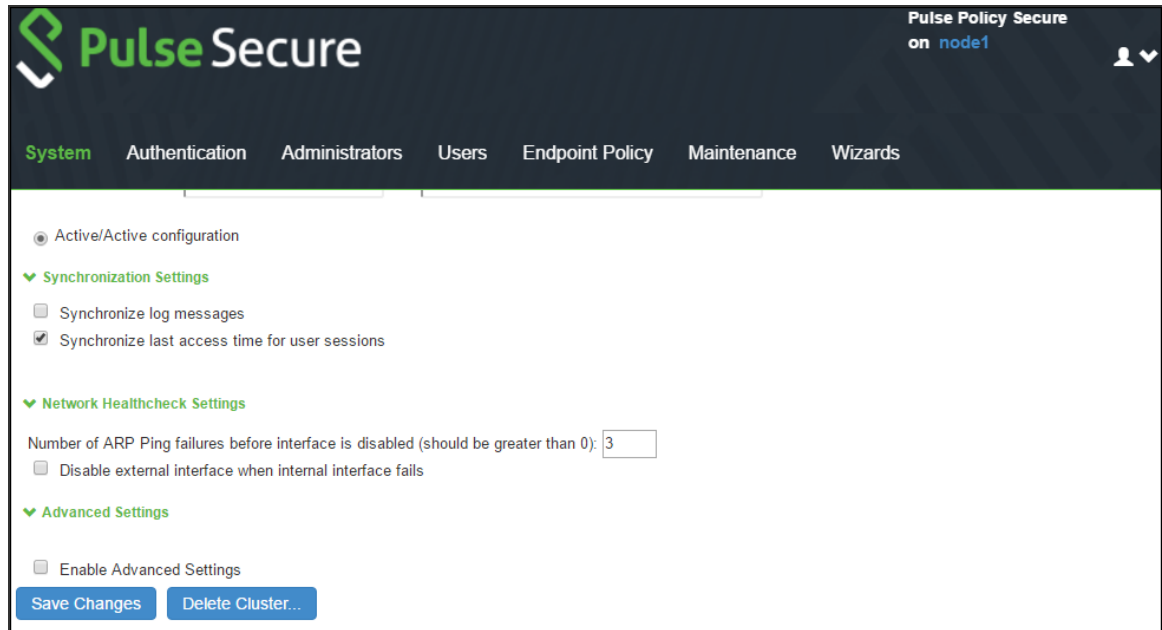 Pulse Secure
Pulse Policy Secure
on node1
System Authentication Administrators Users Endpoint Policy Maintenance Wizards
Active/Active configuration
Synchronization Settings
Synchronize log messages
Synchronize last access time for user sessions
Network Healthcheck Settings
Number of ARP Ping failures before interface is disabled (should be greater than 0): 3
Disable external interface when internal interface fails
Advanced Settings
Enable Advanced Settings
Save Changes Delete Cluster...